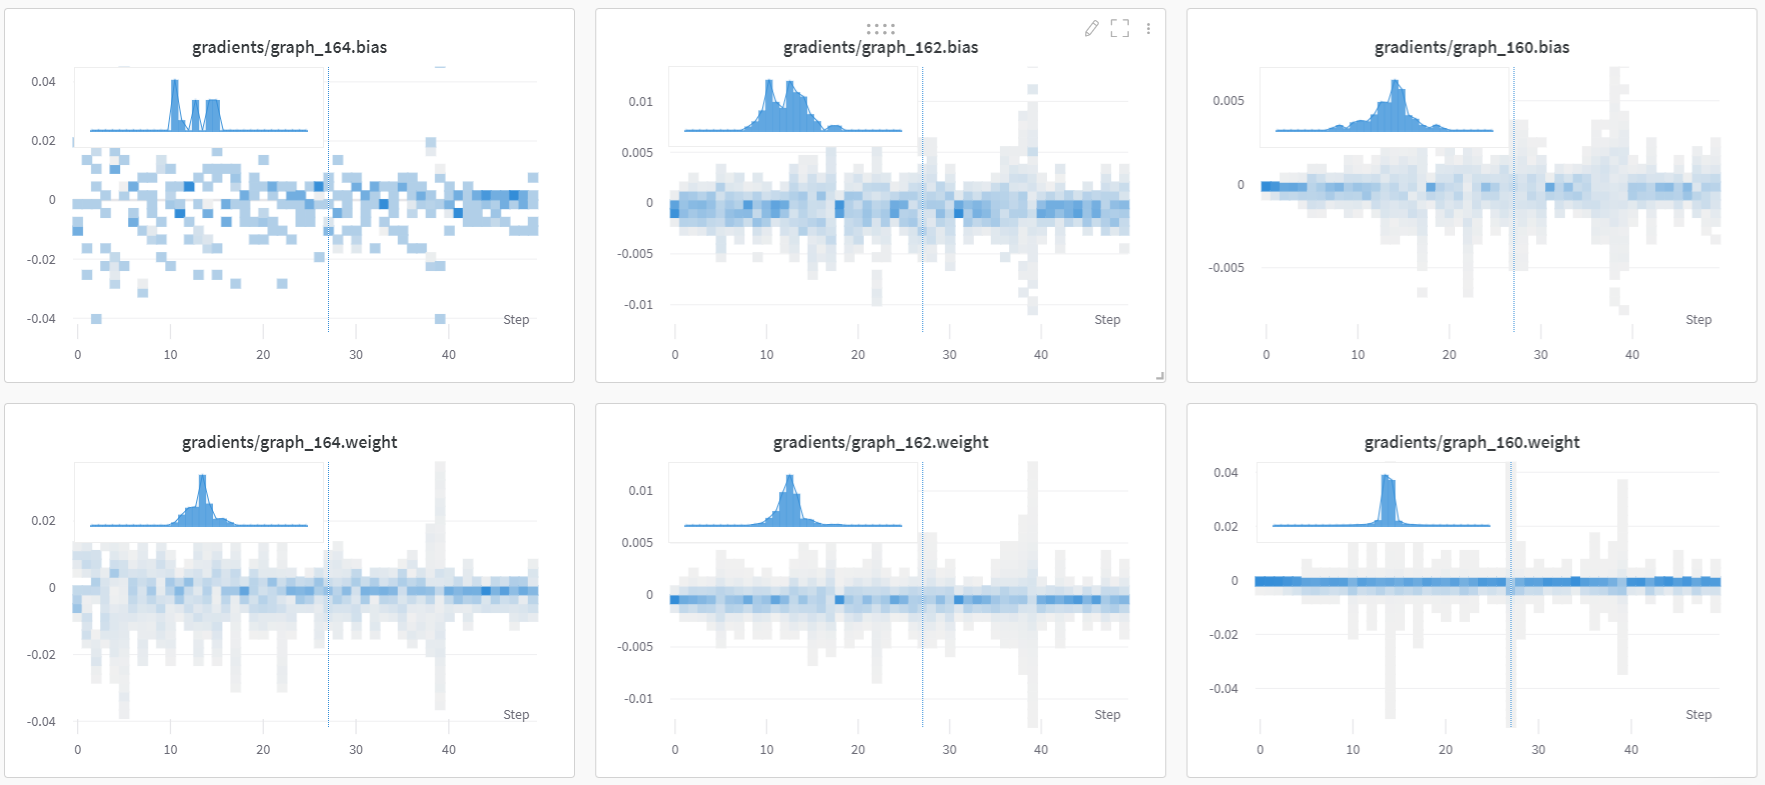 gradients/graph_164.bias
0.04
0.02
0
-0.02
-0.04
Step
0 10 20 30 40
gradients/graph_162.bias
0.01
0.005
0
-0.005
-0.01
Step
0 10 20 30 40
gradients/graph_160.bias
0.005
0
-0.005
Step
0 10 20 30 40
gradients/graph_164.weight
0.02
0
-0.02
-0.04
Step
0 10 20 30 40
gradients/graph_162.weight
0.01
0.005
0
-0.005
-0.01
Step
0 10 20 30 40
gradients/graph_160.weight
0.04
0.02
0
-0.02
-0.04
Step
0 10 20 30 40